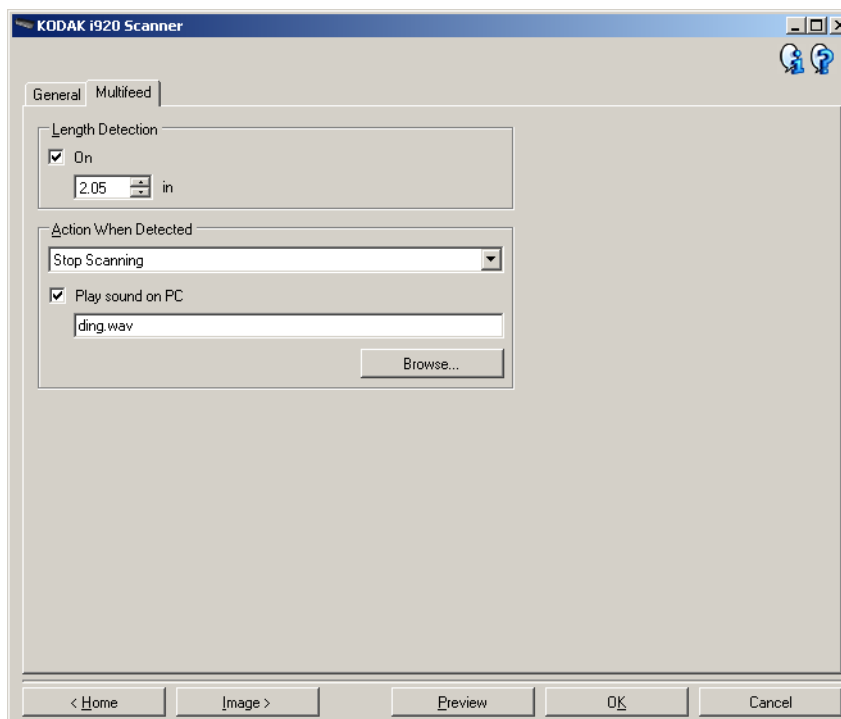 KODAK i920 Scanner
General Multifeed
Length Detection
On
2.05 in
Action When Detected
Stop Scanning
Play sound on PC
ding.wav
Browse...
< Home Image > Preview OK Cancel